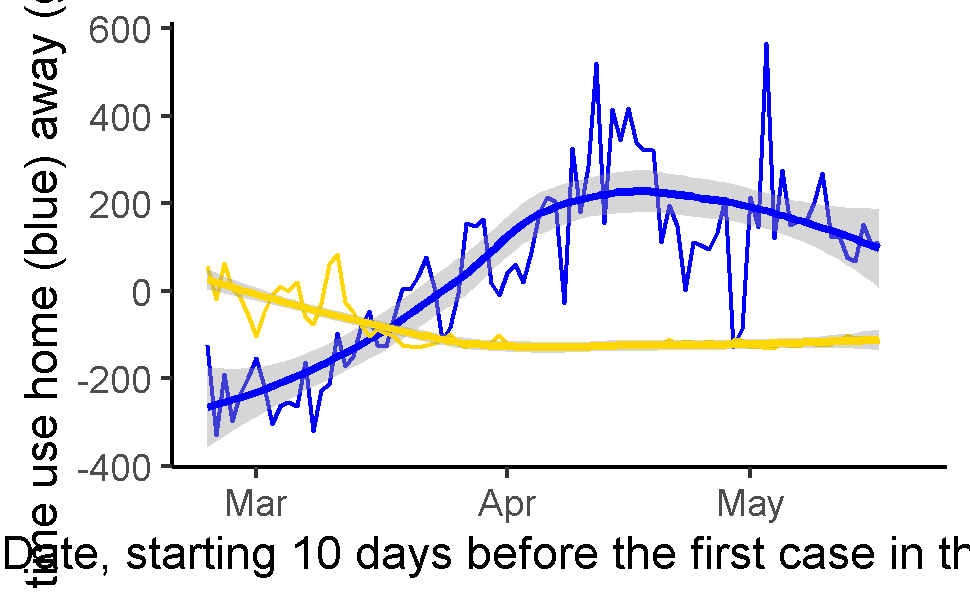 600
400
200
0
-200
-400
time use home (blue) away (
Mar Apr May
Date, starting 10 days before the first case in th